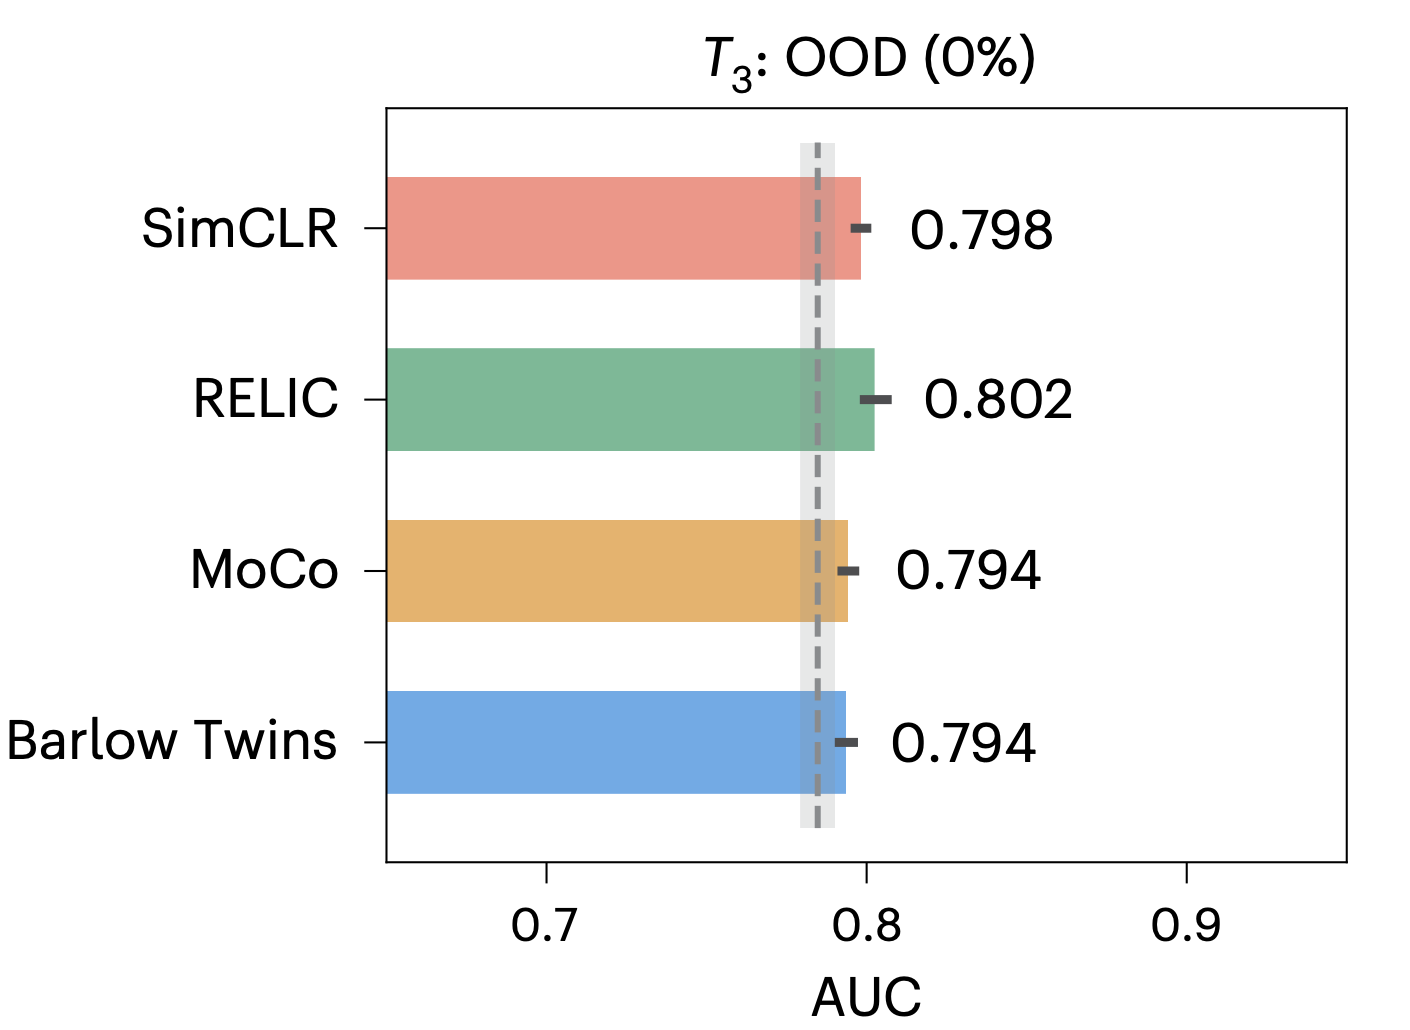 T3: OOD (0%)
SimCLR 0.798
RELIC 0.802
MoCo 0.794
Barlow Twins 0.794
0.7 0.8 0.9
AUC